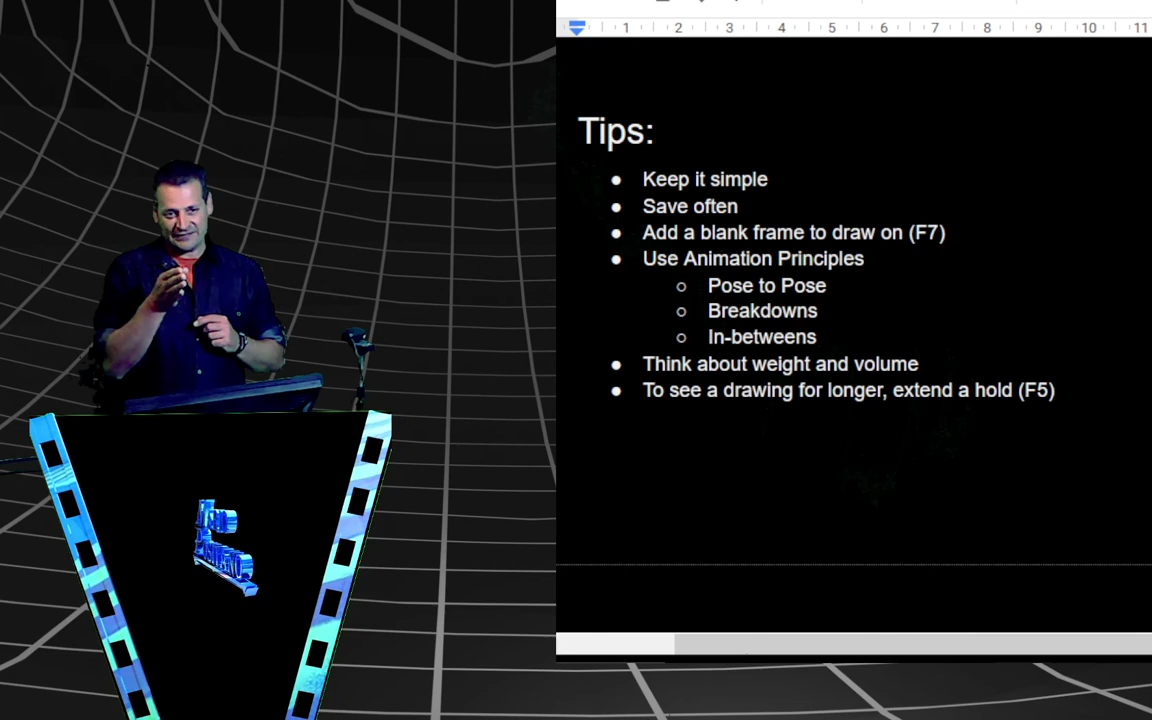 1 2 3 4 5 6 7 8 9 10 11
Tips:
● Keep it simple
● Save often
● Add a blank frame to draw on (F7)
● Use Animation Principles
○ Pose to Pose
○ Breakdowns
○ In-betweens
● Think about weight and volume
● To see a drawing for longer, extend a hold (F5)